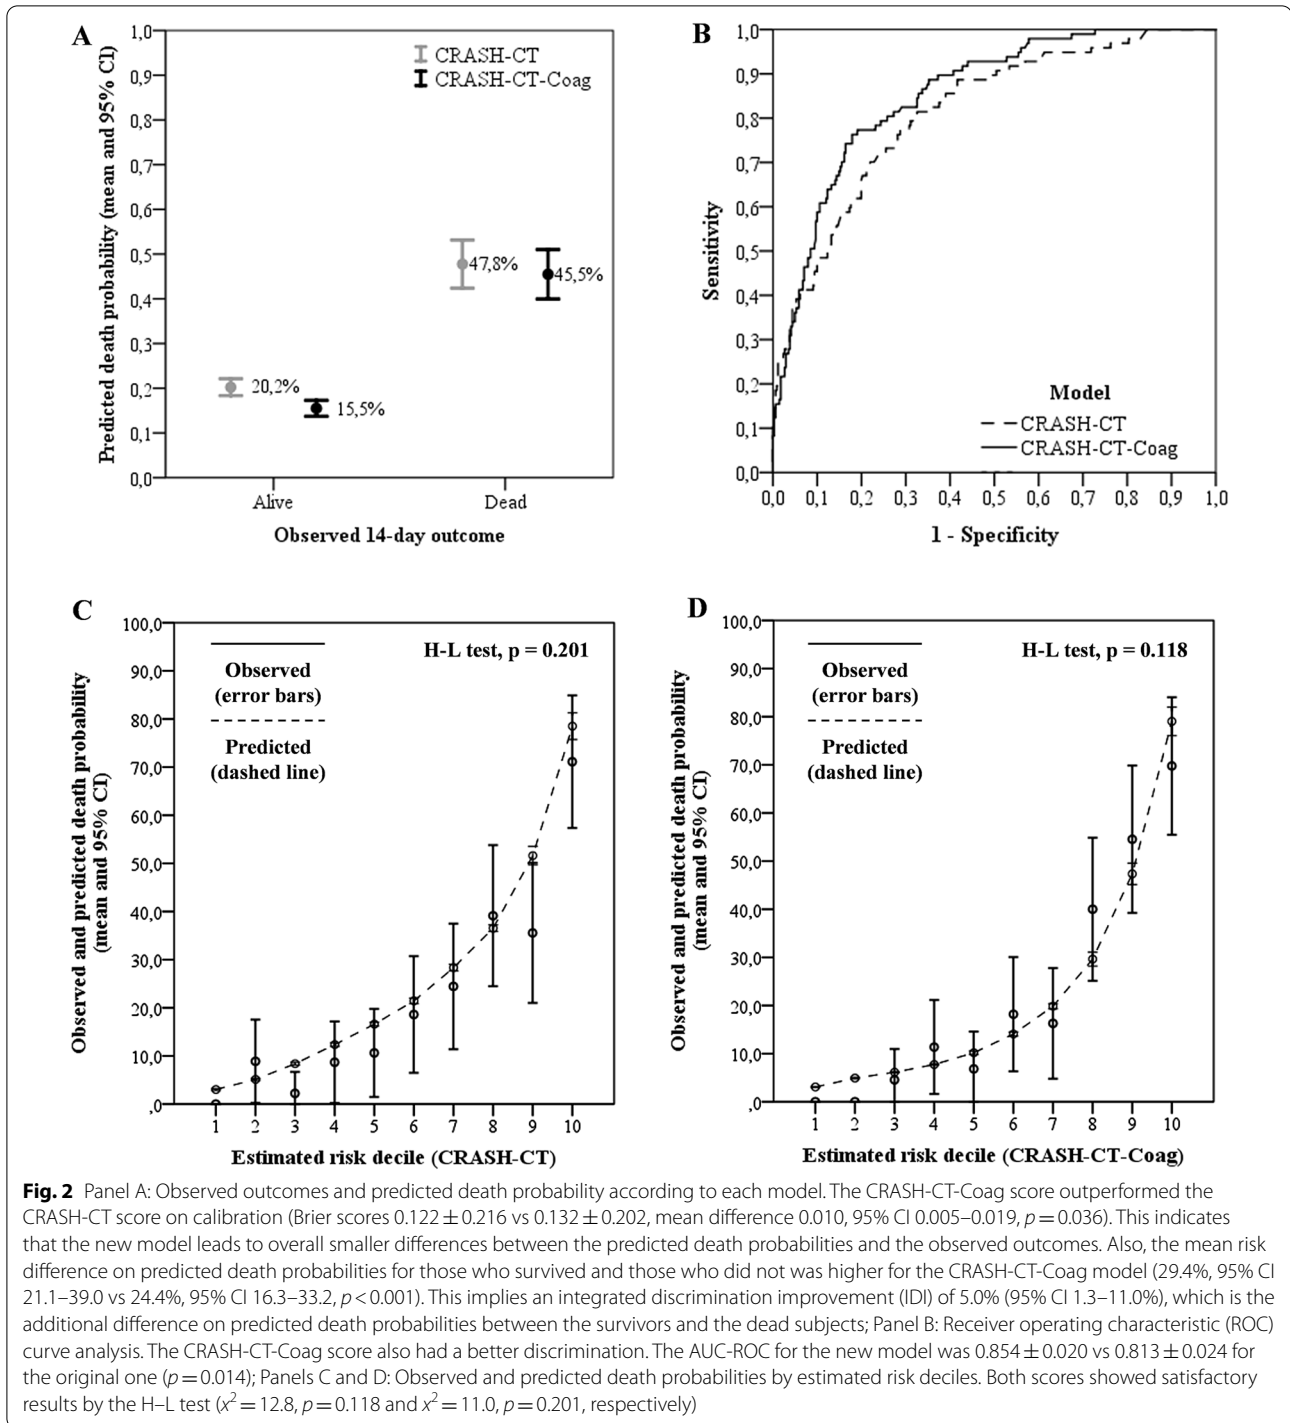 A
Predicted death probability (mean and 95% CI)
1,0
0,9
0,8
0,7
0,6
0,5
0,4
0,3
0,2
0,1
0,0
CRASH-CT
CRASH-CT-Coag
20,2%
15,5%
47,8%
45,5%
Alive
Dead
Observed 14-day outcome
B
Sensitivity
1,0
0,9
0,8
0,7
0,6
0,5
0,4
0,3
0,2
0,1
0,0
Model
CRASH-CT
CRASH-CT-Coag
0,0 0,1 0,2 0,3 0,4 0,5 0,6 0,7 0,8 0,9 1,0
1 - Specificity
C
Observed and predicted death probability
(mean and 95% CI)
100,0
90,0
80,0
70,0
60,0
50,0
40,0
30,0
20,0
10,0
,0
Observed
(error bars)
Predicted
(dashed line)
H-L test, p = 0.201
1 2 3 4 5 6 7 8 9 10
Estimated risk decile (CRASH-CT)
D
Observed and predicted death probability
(mean and 95% CI)
100,0
90,0
80,0
70,0
60,0
50,0
40,0
30,0
20,0
10,0
,0
Observed
(error bars)
Predicted
(dashed line)
H-L test, p = 0.118
1 2 3 4 5 6 7 8 9 10
Estimated risk decile (CRASH-CT-Coag)
Fig. 2 Panel A: Observed outcomes and predicted death probability according to each model. The CRASH-CT-Coag score outperformed the
CRASH-CT score on calibration (Brier scores 0.122 ± 0.216 vs 0.132 ± 0.202, mean difference 0.010, 95% CI 0.005–0.019, p = 0.036). This indicates
that the new model leads to overall smaller differences between the predicted death probabilities and the observed outcomes. Also, the mean risk
difference on predicted death probabilities for those who survived and those who did not was higher for the CRASH-CT-Coag model (29.4%, 95% CI
21.1–39.0 vs 24.4%, 95% CI 16.3–33.2, p < 0.001). This implies an integrated discrimination improvement (IDI) of 5.0% (95% CI 1.3–11.0%), which is the
additional difference on predicted death probabilities between the survivors and the dead subjects; Panel B: Receiver operating characteristic (ROC)
curve analysis. The CRASH-CT-Coag score also had a better discrimination. The AUC-ROC for the new model was 0.854 ± 0.020 vs 0.813 ± 0.024 for
the original one (p = 0.014); Panels C and D: Observed and predicted death probabilities by estimated risk deciles. Both scores showed satisfactory
results by the H–L test (x² = 12.8, p = 0.118 and x² = 11.0, p = 0.201, respectively)